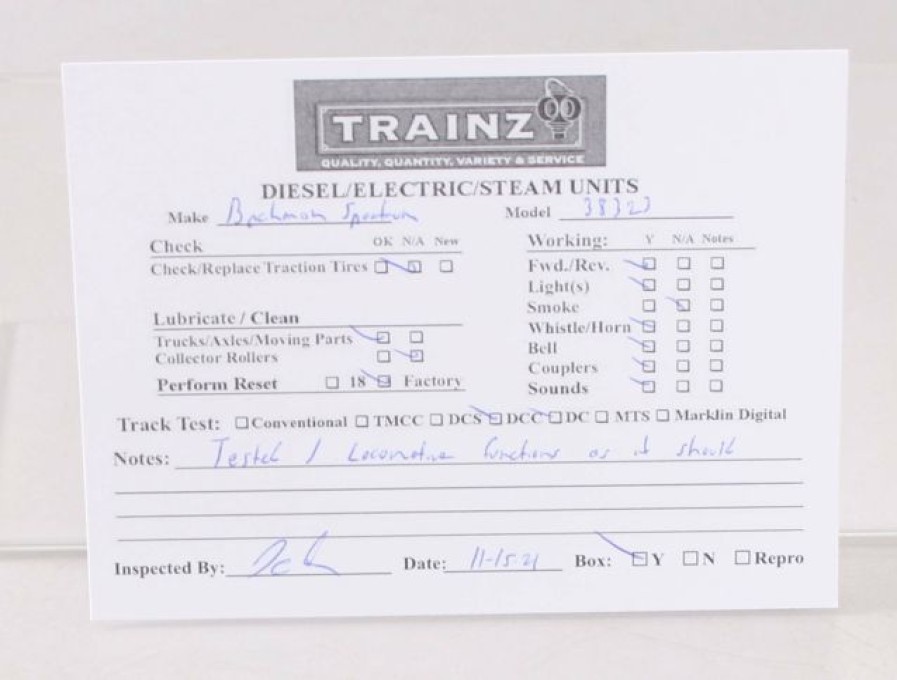 TRAINZ
QUALITY, QUANTITY, VARIETY & SERVICE
DIESEL/ELECTRIC/STEAM UNITS
Make Bachman Spectrum Model 38323
Check OK N/A New
Check/Replace Traction Tires
Lubricate / Clean
Trucks/Axles/Moving Parts
Collector Rollers
Perform Reset 18 Factory
Working: Y N/A Notes
Fwd./Rev.
Light(s)
Smoke
Whistle/Horn
Bell
Couplers
Sounds
Track Test: Conventional TMCC DCS DCC DC MTS Marklin Digital
Notes: Tested / Locomotive functions as it should
Inspected By: Date: 11-15-21 Box: Y N Repro